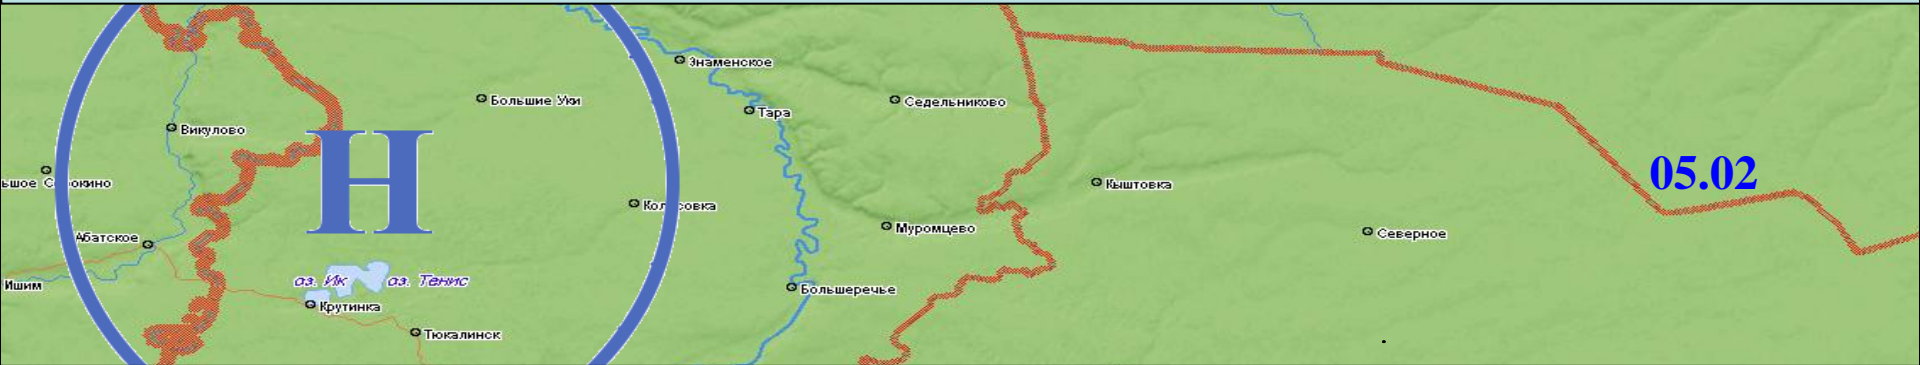 Знаменское
Большие Уки
Седельниково
Тара
Викулово
Н
05.02
Кыштовка
Муромцево
Северное
Абатское
оз. Ик
оз. Тенис
Ишим
Большеречье
Крутинка
Тюкалинск